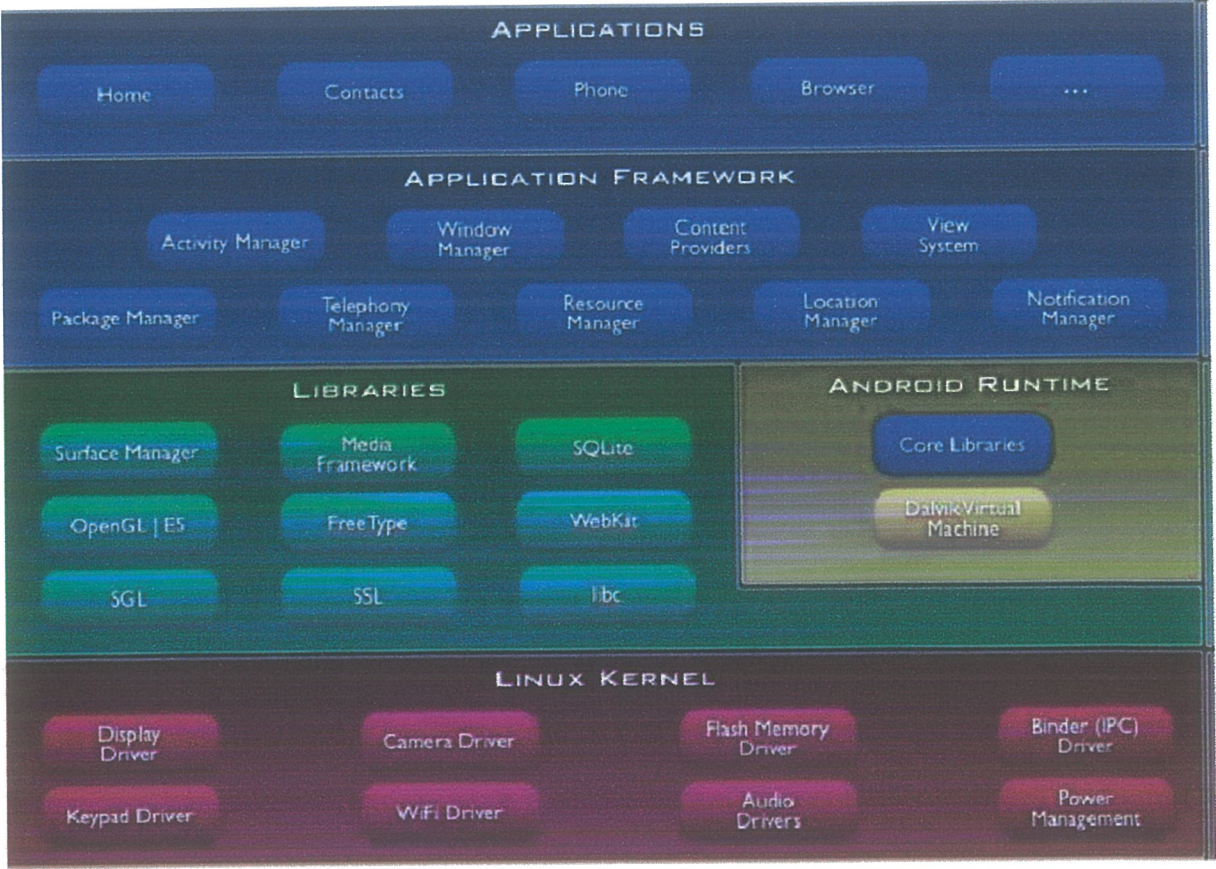 APPLICATIONS
Home
Contacts
Phone
Browser
...
APPLICATION FRAMEWORK
Activity Manager
Window
Manager
Content
Providers
View
System
Package Manager
Telephony
Manager
Resource
Manager
Location
Manager
Notification
Manager
LIBRARIES
Surface Manager
Media
Framework
SQLite
OpenGL | ES
FreeType
WebKit
SGL
SSL
libc
ANDROID RUNTIME
Core Libraries
Dalvik Virtual
Machine
LINUX KERNEL
Display
Driver
Camera Driver
Flash Memory
Driver
Binder (IPC)
Driver
Keypad Driver
WiFi Driver
Audio
Drivers
Power
Management